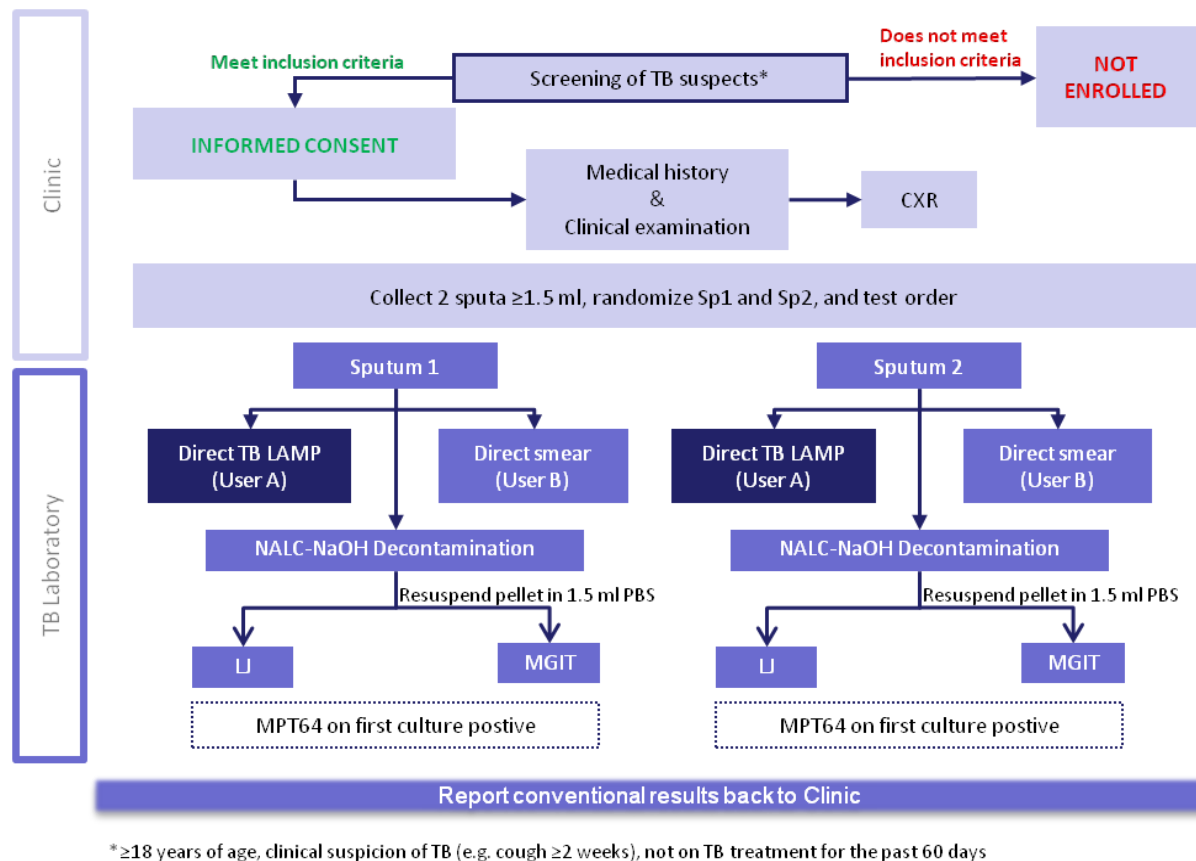 Clinic
Meet inclusion criteria
Screening of TB suspects*
Does not meet
inclusion criteria
NOT
ENROLLED
INFORMED CONSENT
Medical history
&
Clinical examination
CXR
Collect 2 sputa ≥1.5 ml, randomize Sp1 and Sp2, and test order
TB Laboratory
Sputum 1
Sputum 2
Direct TB LAMP
(User A)
Direct smear
(User B)
Direct TB LAMP
(User A)
Direct smear
(User B)
NALC-NaOH Decontamination
NALC-NaOH Decontamination
Resuspend pellet in 1.5 ml PBS
Resuspend pellet in 1.5 ml PBS
LJ
MGIT
LJ
MGIT
MPT64 on first culture postive
MPT64 on first culture postive
Report conventional results back to Clinic
*≥18 years of age, clinical suspicion of TB (e.g. cough ≥2 weeks), not on TB treatment for the past 60 days